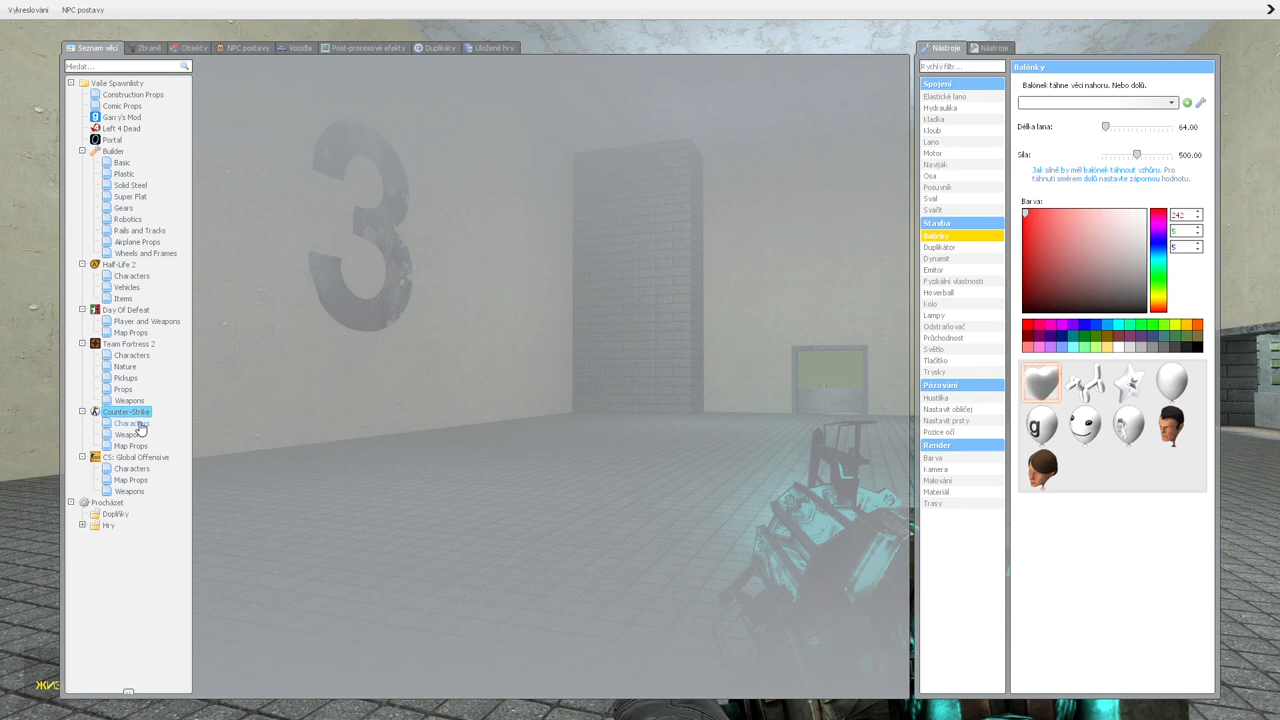 Vykreslování NPC postavy
Seznam věcí Zbraně Objekty NPC postavy Vozidla Post-procesové efekty Duplikáty Uložené hry
Nástroje Nástroje
Hledat...
Vaše Spawnlisty
Construction Props
Comic Props
Garry's Mod
Left 4 Dead
Portal
Builder
Basic
Plastic
Solid Steel
Super Flat
Gears
Robotics
Rails and Tracks
Airplane Props
Wheels and Frames
Half-Life 2
Characters
Vehicles
Items
Day Of Defeat
Player and Weapons
Map Props
Team Fortress 2
Characters
Nature
Pickups
Props
Weapons
Counter-Strike
Characters
Weapons
Map Props
CS: Global Offensive
Characters
Map Props
Weapons
Procházet
Doplňky
Hry
3
Rychlý filtr...
Spojení
Elastické lano
Hydraulika
Kladka
Kloub
Lano
Motor
Naviják
Osa
Posuvník
Sval
Svařit
Stavba
Balónky
Duplikátor
Dynamit
Emitor
Fyzikální vlastnosti
Hoverball
Kolo
Lampy
Odstraňovač
Průchodnost
Světlo
Tlačítko
Trysky
Pózování
Hustilka
Nastavit obličej
Nastavit prsty
Pozice očí
Render
Barva
Kamera
Malování
Materiál
Trasy
Balónky
Balónek táhne věci nahoru. Nebo dolů.
Délka lana: 64.00
Síla: 500.00
Jak silně by měl balónek táhnout vzhůru. Pro
táhnutí směrem dolů nastavte zápornou hodnotu.
Barva:
242
5
5
g